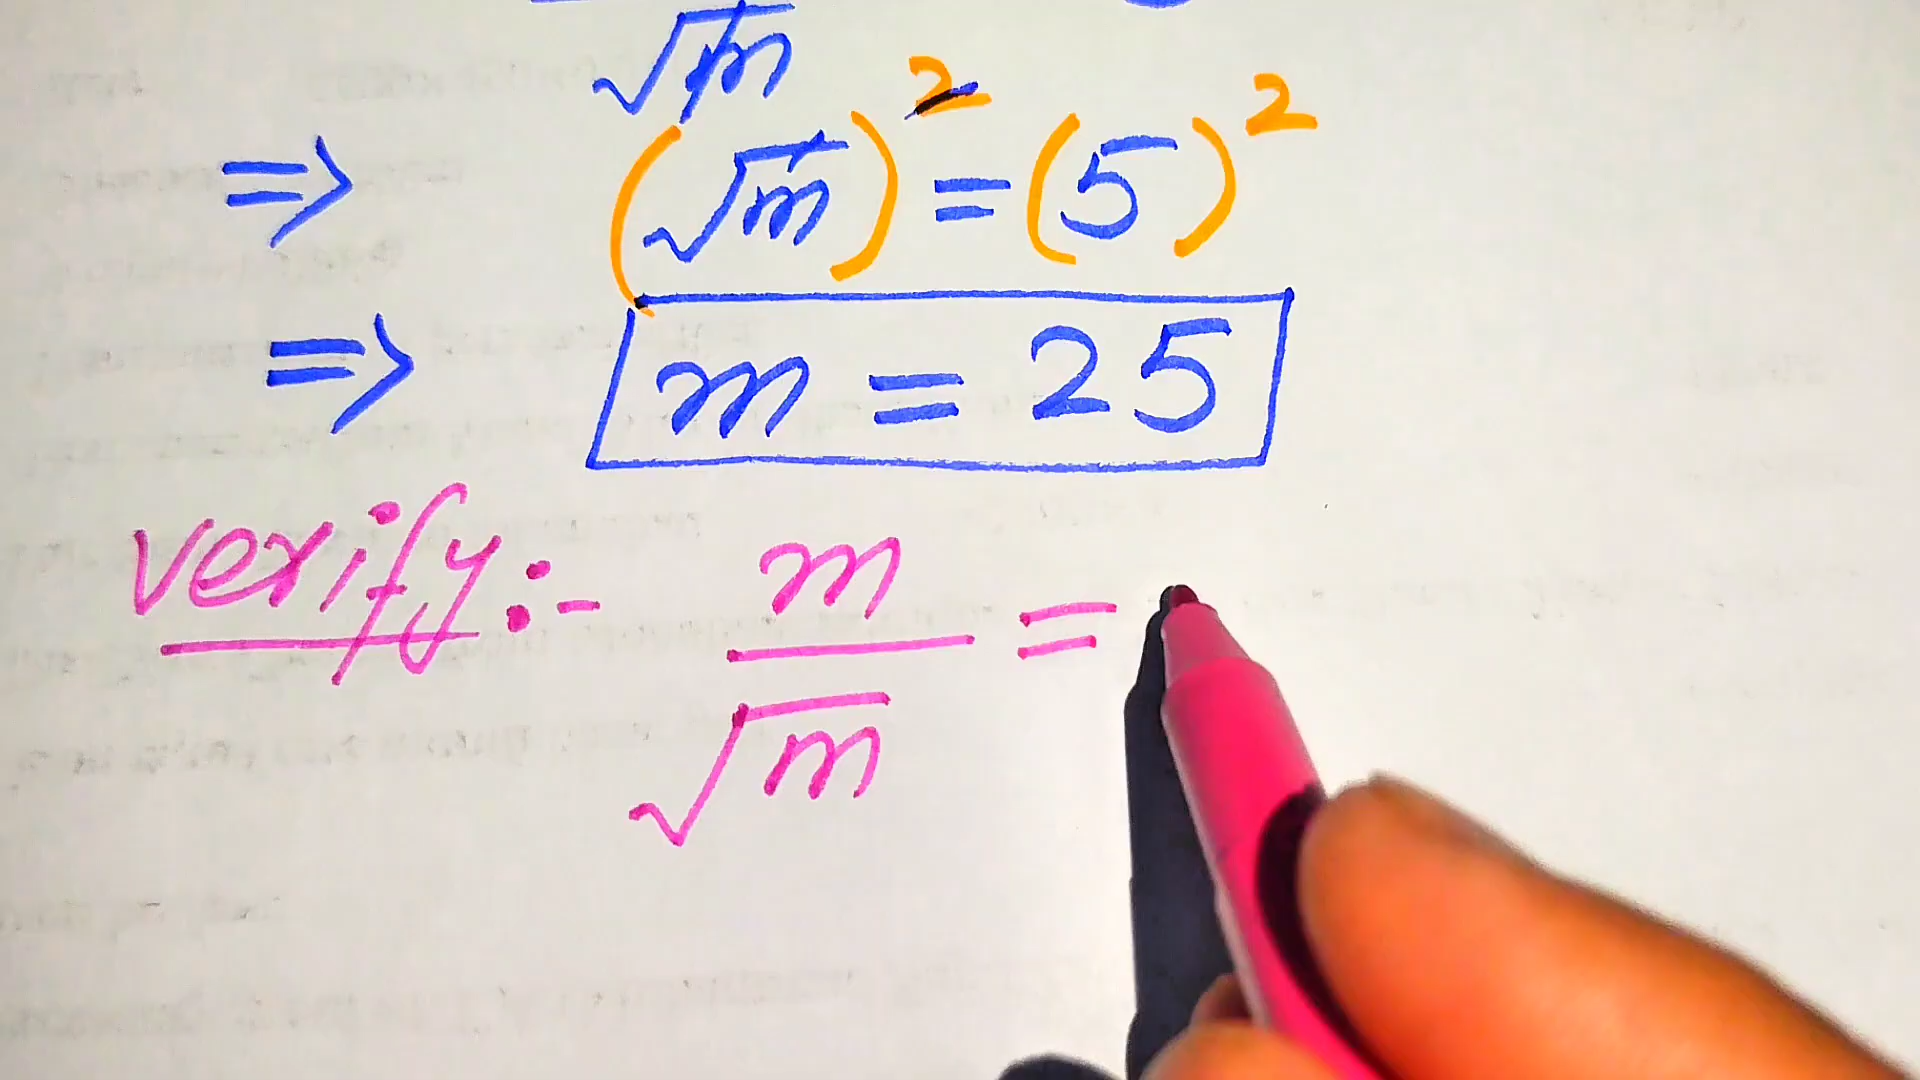 √m
⇒ (√m)² = (5)²
⇒ m = 25
verify :- m/√m =